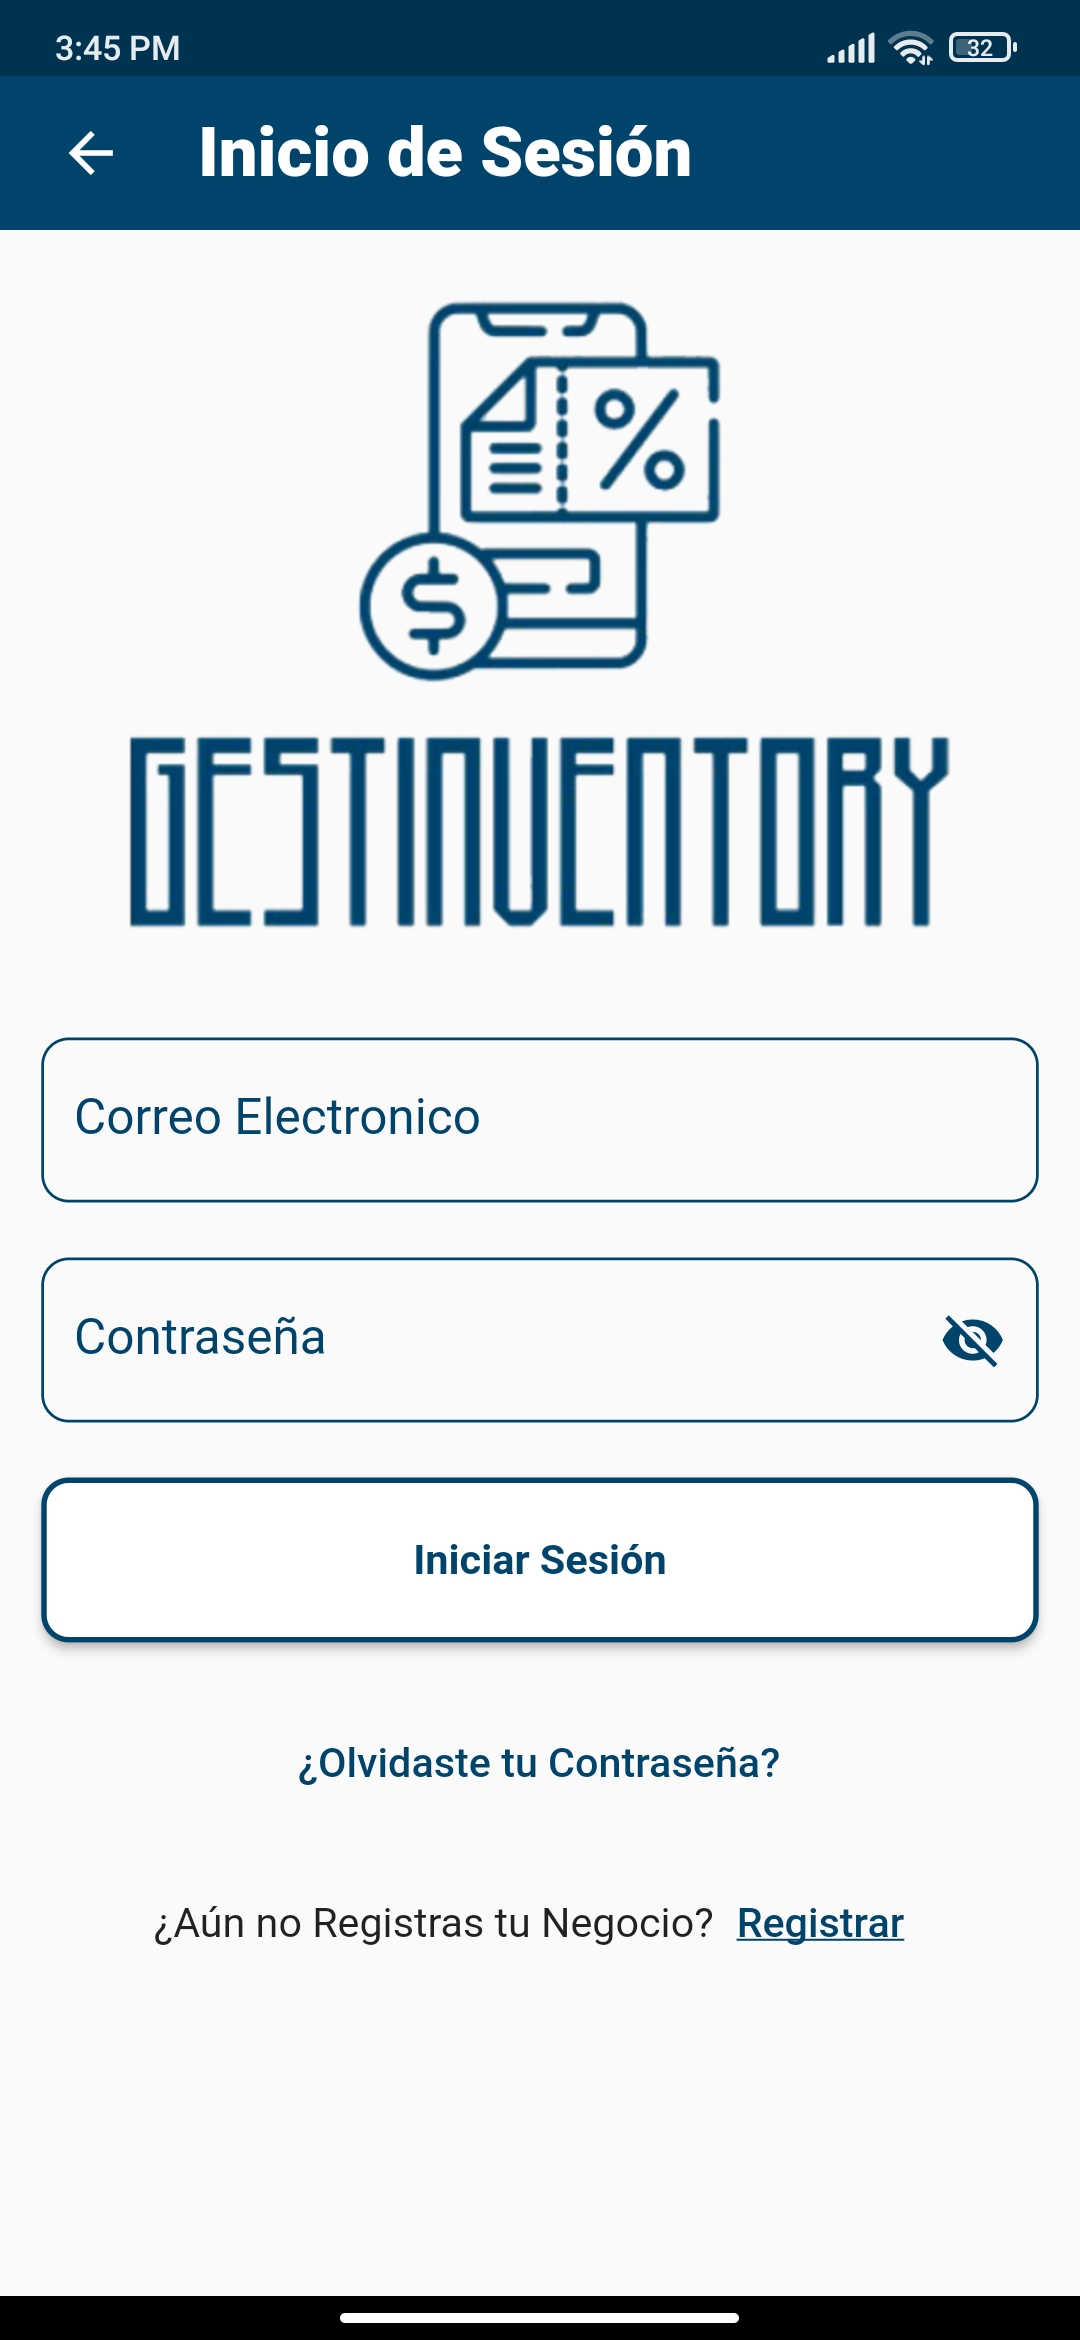 3:45 PM
32
Inicio de Sesión
%
$
GESTINVENTORY
Correo Electronico
Contraseña
Iniciar Sesión
¿Olvidaste tu Contraseña?
¿Aún no Registras tu Negocio? Registrar